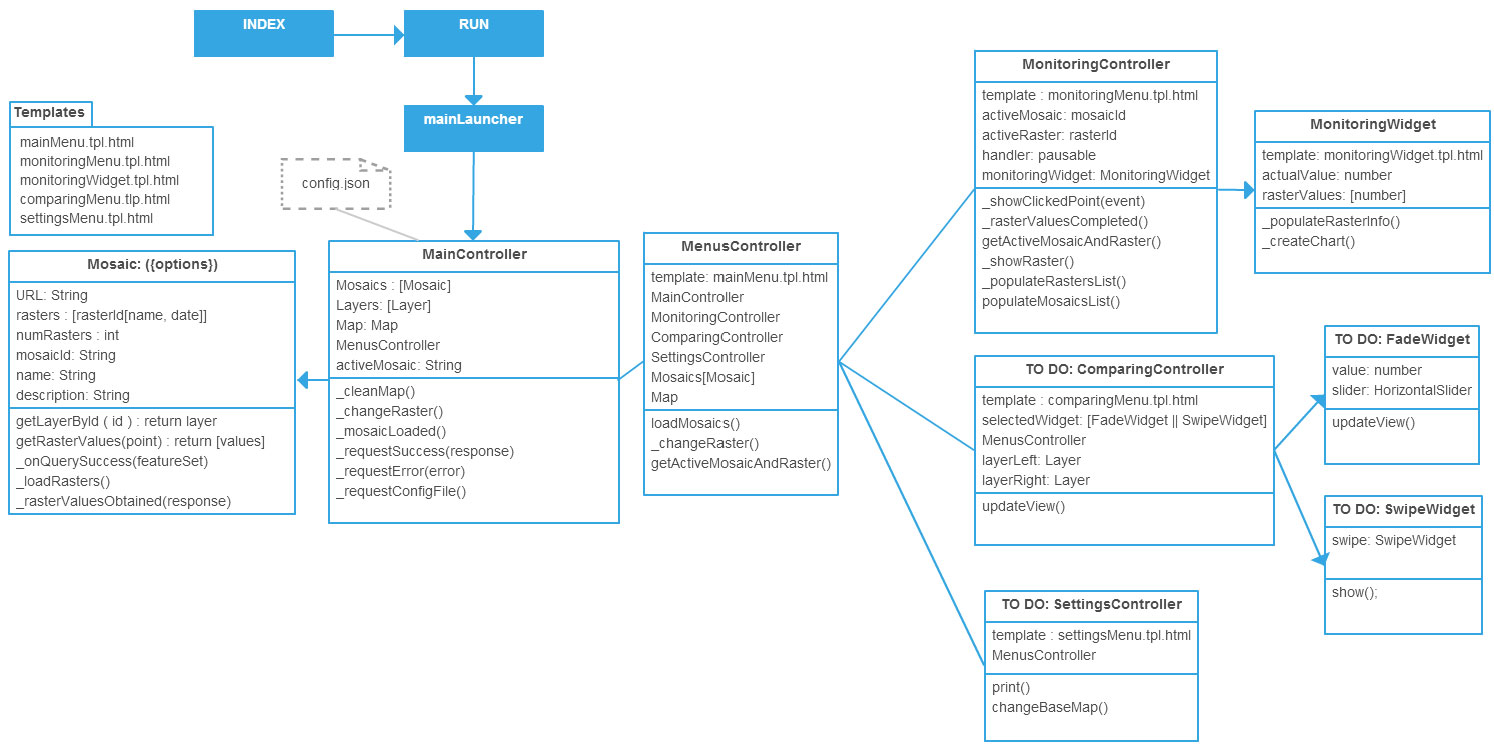 INDEX
RUN
mainLauncher
Templates
mainMenu.tpl.html
monitoringMenu.tpl.html
monitoringWidget.tpl.html
comparingMenu.tlp.html
settingsMenu.tpl.html
config.json
Mosaic: ({options})
URL: String
rasters : [rasterId[name, date]]
numRasters : int
mosaicId: String
name: String
description: String
getLayerById ( id ) : return layer
getRasterValues(point) : return [values]
_onQuerySuccess(featureSet)
_loadRasters()
_rasterValuesObtained(response)
MainController
Mosaics : [Mosaic]
Layers: [Layer]
Map: Map
MenusController
activeMosaic: String
_cleanMap()
_changeRaster()
_mosaicLoaded()
_requestSuccess(response)
_requestError(error)
_requestConfigFile()
MenusController
template: mainMenu.tpl.html
MainController
MonitoringController
ComparingController
SettingsController
Mosaics[Mosaic]
Map
loadMosaics()
_changeRaster()
getActiveMosaicAndRaster()
MonitoringController
template : monitoringMenu.tpl.html
activeMosaic: mosaicId
activeRaster: rasterId
handler: pausable
monitoringWidget: MonitoringWidget
_showClickedPoint(event)
_rasterValuesCompleted()
getActiveMosaicAndRaster()
_showRaster()
_populateRastersList()
populateMosaicsList()
MonitoringWidget
template: monitoringWidget.tpl.html
actualValue: number
rasterValues: [number]
_populateRasterInfo()
_createChart()
TO DO: ComparingController
template : comparingMenu.tpl.html
selectedWidget: [FadeWidget || SwipeWidget]
MenusController
layerLeft: Layer
layerRight: Layer
updateView()
TO DO: FadeWidget
value: number
slider: HorizontalSlider
updateView()
TO DO: SwipeWidget
swipe: SwipeWidget
show();
TO DO: SettingsController
template : settingsMenu.tpl.html
MenusController
print()
changeBaseMap()